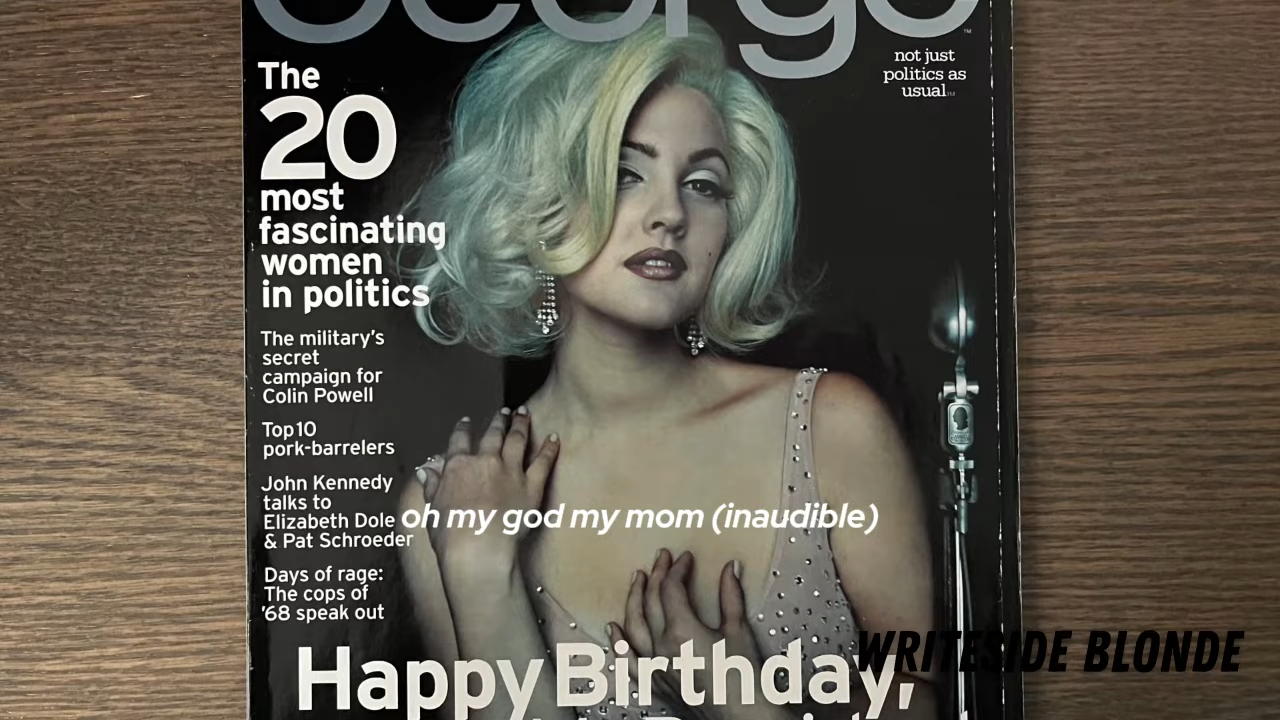 George
TM
not just
politics as
usual
The
20
most
fascinating
women
in politics
The military's
secret
campaign for
Colin Powell
Top 10
pork-barrelers
John Kennedy
talks to
Elizabeth Dole
& Pat Schroeder
oh my god my mom (inaudible)
Days of rage:
The cops of
'68 speak out
WRITESIDE BLONDE
Happy Birthday,